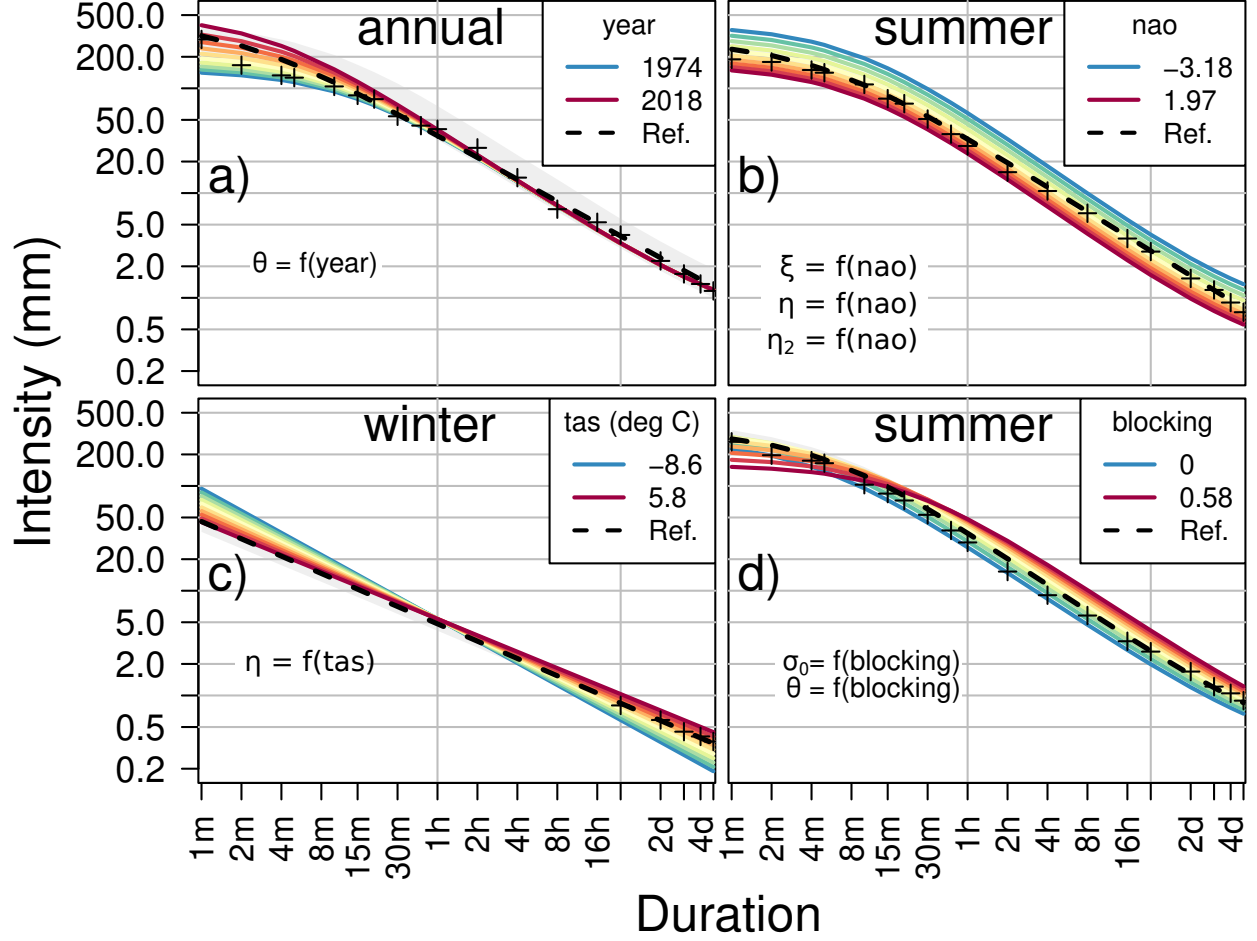 Intensity (mm)
500.0
200.0
50.0
20.0
5.0
2.0
0.5
0.2
annual
year
1974
2018
Ref.
a)
θ = f(year)
summer
nao
−3.18
1.97
Ref.
b)
ξ = f(nao)
η = f(nao)
η₂ = f(nao)
500.0
200.0
50.0
20.0
5.0
2.0
0.5
0.2
winter
tas (deg C)
−8.6
5.8
Ref.
c)
η = f(tas)
summer
blocking
0
0.58
Ref.
d)
σ₀= f(blocking)
θ = f(blocking)
1m
2m
4m
8m
15m
30m
1h
2h
4h
8h
16h
2d
4d
1m
2m
4m
8m
15m
30m
1h
2h
4h
8h
16h
2d
4d
Duration